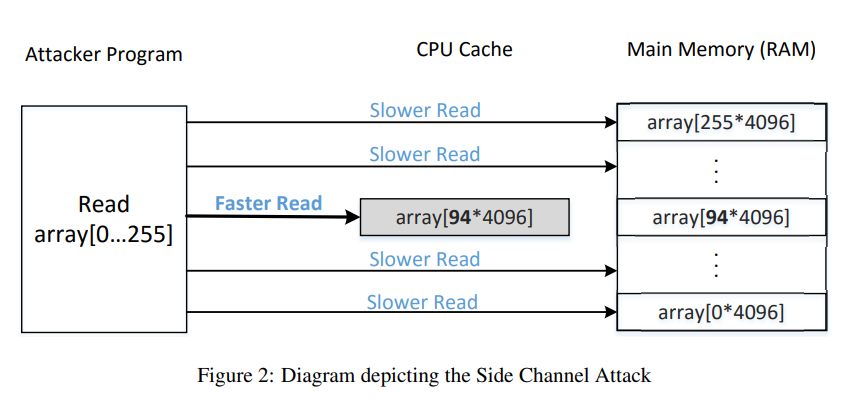 Attacker Program
CPU Cache
Main Memory (RAM)
Slower Read
array[255*4096]
Slower Read
Read
array[0...255]
Faster Read
array[94*4096]
array[94*4096]
Slower Read
Slower Read
array[0*4096]
Figure 2: Diagram depicting the Side Channel Attack